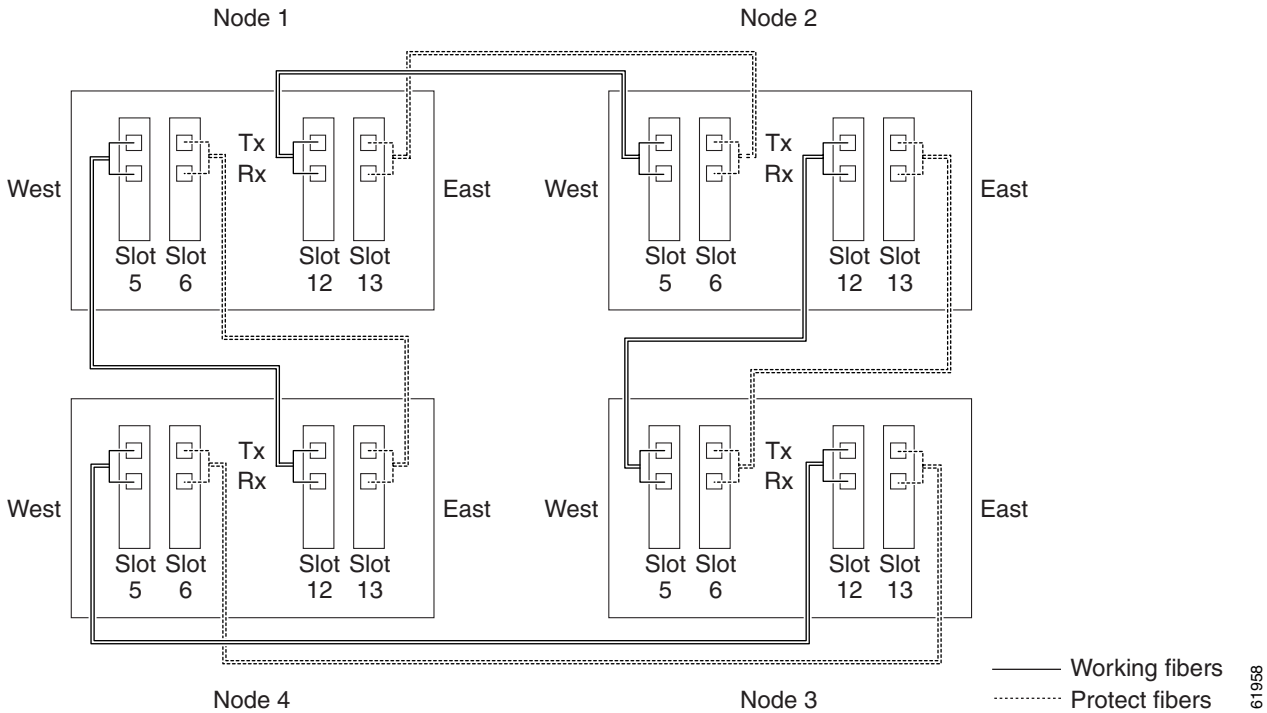 Node 1
Node 2
Tx
Rx
Tx
Rx
West
East
West
East
Slot Slot
5 6
Slot Slot
12 13
Slot Slot
5 6
Slot Slot
12 13
Tx
Rx
Tx
Rx
West
East
West
East
Slot Slot
5 6
Slot Slot
12 13
Slot Slot
5 6
Slot Slot
12 13
Node 4
Node 3
Working fibers
Protect fibers
61958